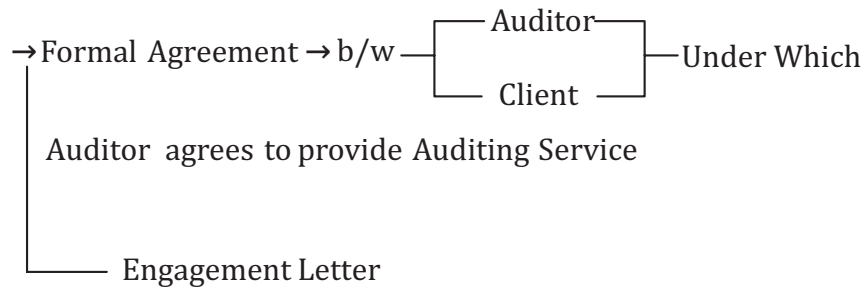 Auditor
→ Formal Agreement → b/w Under Which
Client
Auditor agrees to provide Auditing Service
Engagement Letter